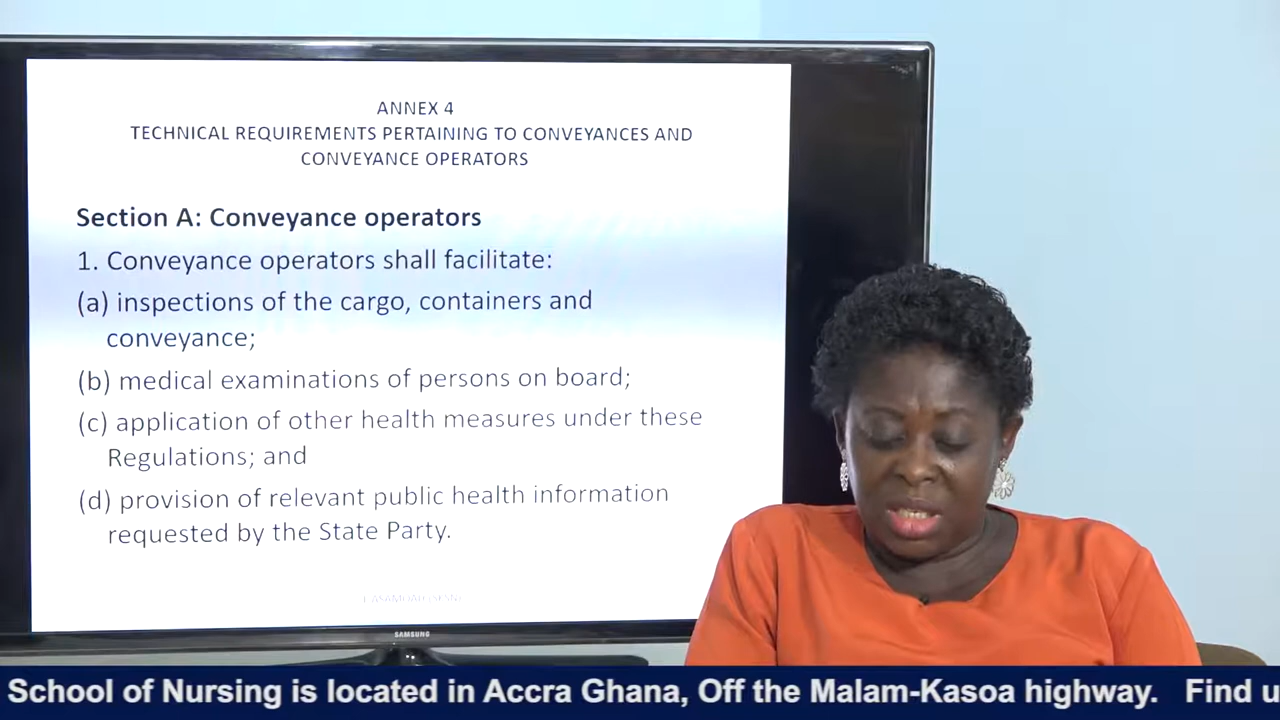 ANNEX 4
TECHNICAL REQUIREMENTS PERTAINING TO CONVEYANCES AND
CONVEYANCE OPERATORS
Section A: Conveyance operators
1. Conveyance operators shall facilitate:
(a) inspections of the cargo, containers and
conveyance;
(b) medical examinations of persons on board;
(c) application of other health measures under these
Regulations; and
(d) provision of relevant public health information
requested by the State Party.
SAMSUNG
School of Nursing is located in Accra Ghana, Off the Malam-Kasoa highway. Find u